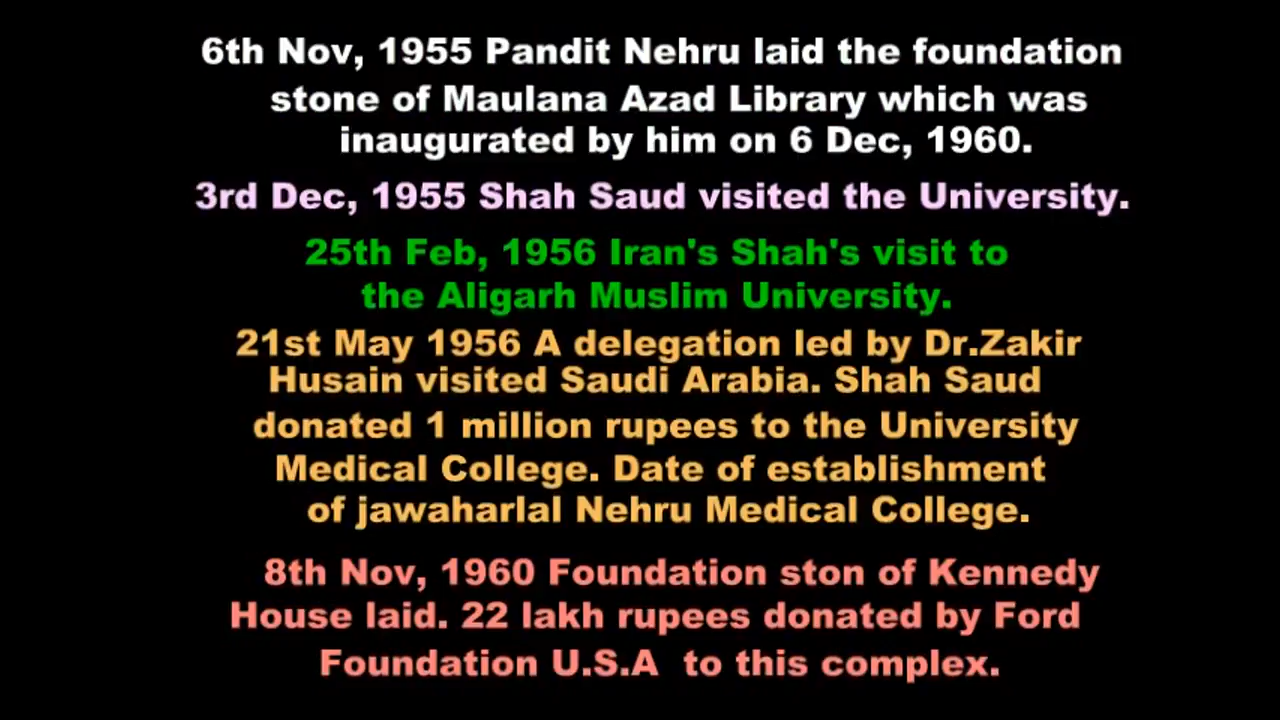 6th Nov, 1955 Pandit Nehru laid the foundation
stone of Maulana Azad Library which was
inaugurated by him on 6 Dec, 1960.
3rd Dec, 1955 Shah Saud visited the University.
25th Feb, 1956 Iran's Shah's visit to
the Aligarh Muslim University.
21st May 1956 A delegation led by Dr.Zakir
Husain visited Saudi Arabia. Shah Saud
donated 1 million rupees to the University
Medical College. Date of establishment
of jawaharlal Nehru Medical College.
8th Nov, 1960 Foundation ston of Kennedy
House laid. 22 lakh rupees donated by Ford
Foundation U.S.A to this complex.